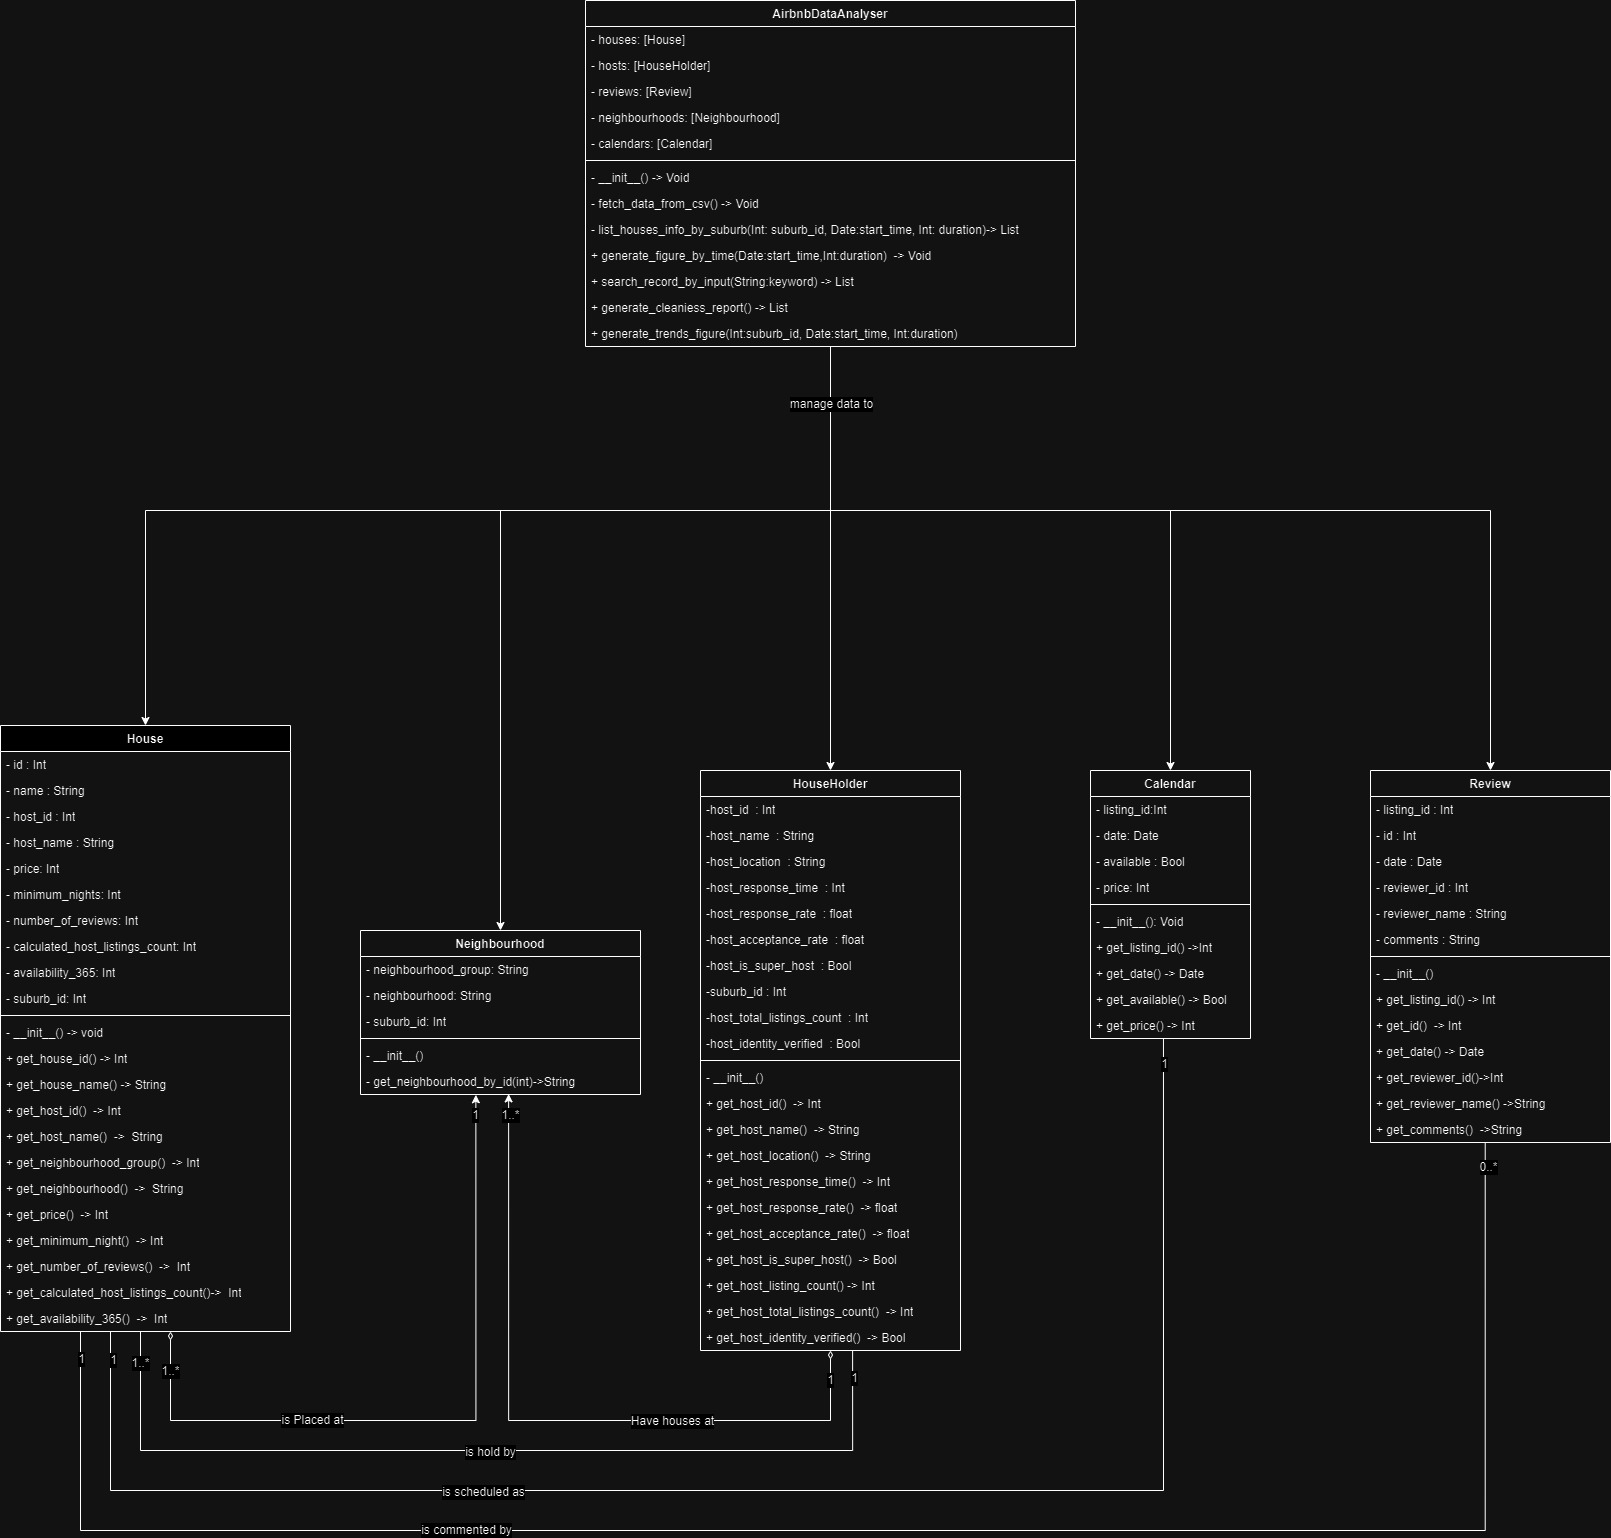 AirbnbDataAnalyser
- houses: [House]
- hosts: [HouseHolder]
- reviews: [Review]
- neighbourhoods: [Neighbourhood]
- calendars: [Calendar]
- __init__() -> Void
- fetch_data_from_csv() -> Void
- list_houses_info_by_suburb(Int: suburb_id, Date:start_time, Int: duration)-> List
+ generate_figure_by_time(Date:start_time,Int:duration)  -> Void
+ search_record_by_input(String:keyword) -> List
+ generate_cleaniess_report() -> List
+ generate_trends_figure(Int:suburb_id, Date:start_time, Int:duration)
manage data to
House
- id : Int
- name : String
- host_id : Int
- host_name : String
- price: Int
- minimum_nights: Int
- number_of_reviews: Int
- calculated_host_listings_count: Int
- availability_365: Int
- suburb_id: Int
- __init__() -> void
+ get_house_id() -> Int
+ get_house_name() -> String
+ get_host_id()  -> Int
+ get_host_name()  ->  String
+ get_neighbourhood_group()  -> Int
+ get_neighbourhood()  ->  String
+ get_price()  -> Int
+ get_minimum_night()  -> Int
+ get_number_of_reviews()  ->  Int
+ get_calculated_host_listings_count()->  Int
+ get_availability_365()  ->  Int
Neighbourhood
- neighbourhood_group: String
- neighbourhood: String
- suburb_id: Int
- __init__()
- get_neighbourhood_by_id(int)->String
1
1..*
HouseHolder
-host_id  : Int
-host_name  : String
-host_location  : String
-host_response_time  : Int
-host_response_rate  : float
-host_acceptance_rate  : float
-host_is_super_host  : Bool
-suburb_id : Int
-host_total_listings_count  : Int
-host_identity_verified  : Bool
- __init__()
+ get_host_id()  -> Int
+ get_host_name()  -> String
+ get_host_location()  -> String
+ get_host_response_time()  -> Int
+ get_host_response_rate()  -> float
+ get_host_acceptance_rate()  -> float
+ get_host_is_super_host()  -> Bool
+ get_host_listing_count() -> Int
+ get_host_total_listings_count()  -> Int
+ get_host_identity_verified()  -> Bool
Calendar
- listing_id:Int
- date: Date
- available : Bool
- price: Int
- __init__(): Void
+ get_listing_id() ->Int
+ get_date() -> Date
+ get_available() -> Bool
+ get_price() -> Int
1
Review
- listing_id : Int
- id : Int
- date : Date
- reviewer_id : Int
- reviewer_name : String
- comments : String
- __init__()
+ get_listing_id() -> Int
+ get_id()  -> Int
+ get_date() -> Date
+ get_reviewer_id()->Int
+ get_reviewer_name() ->String
+ get_comments()  ->String
0..*
1
1
1..*
1..*
1
1
is Placed at
Have houses at
is hold by
is scheduled as
is commented by